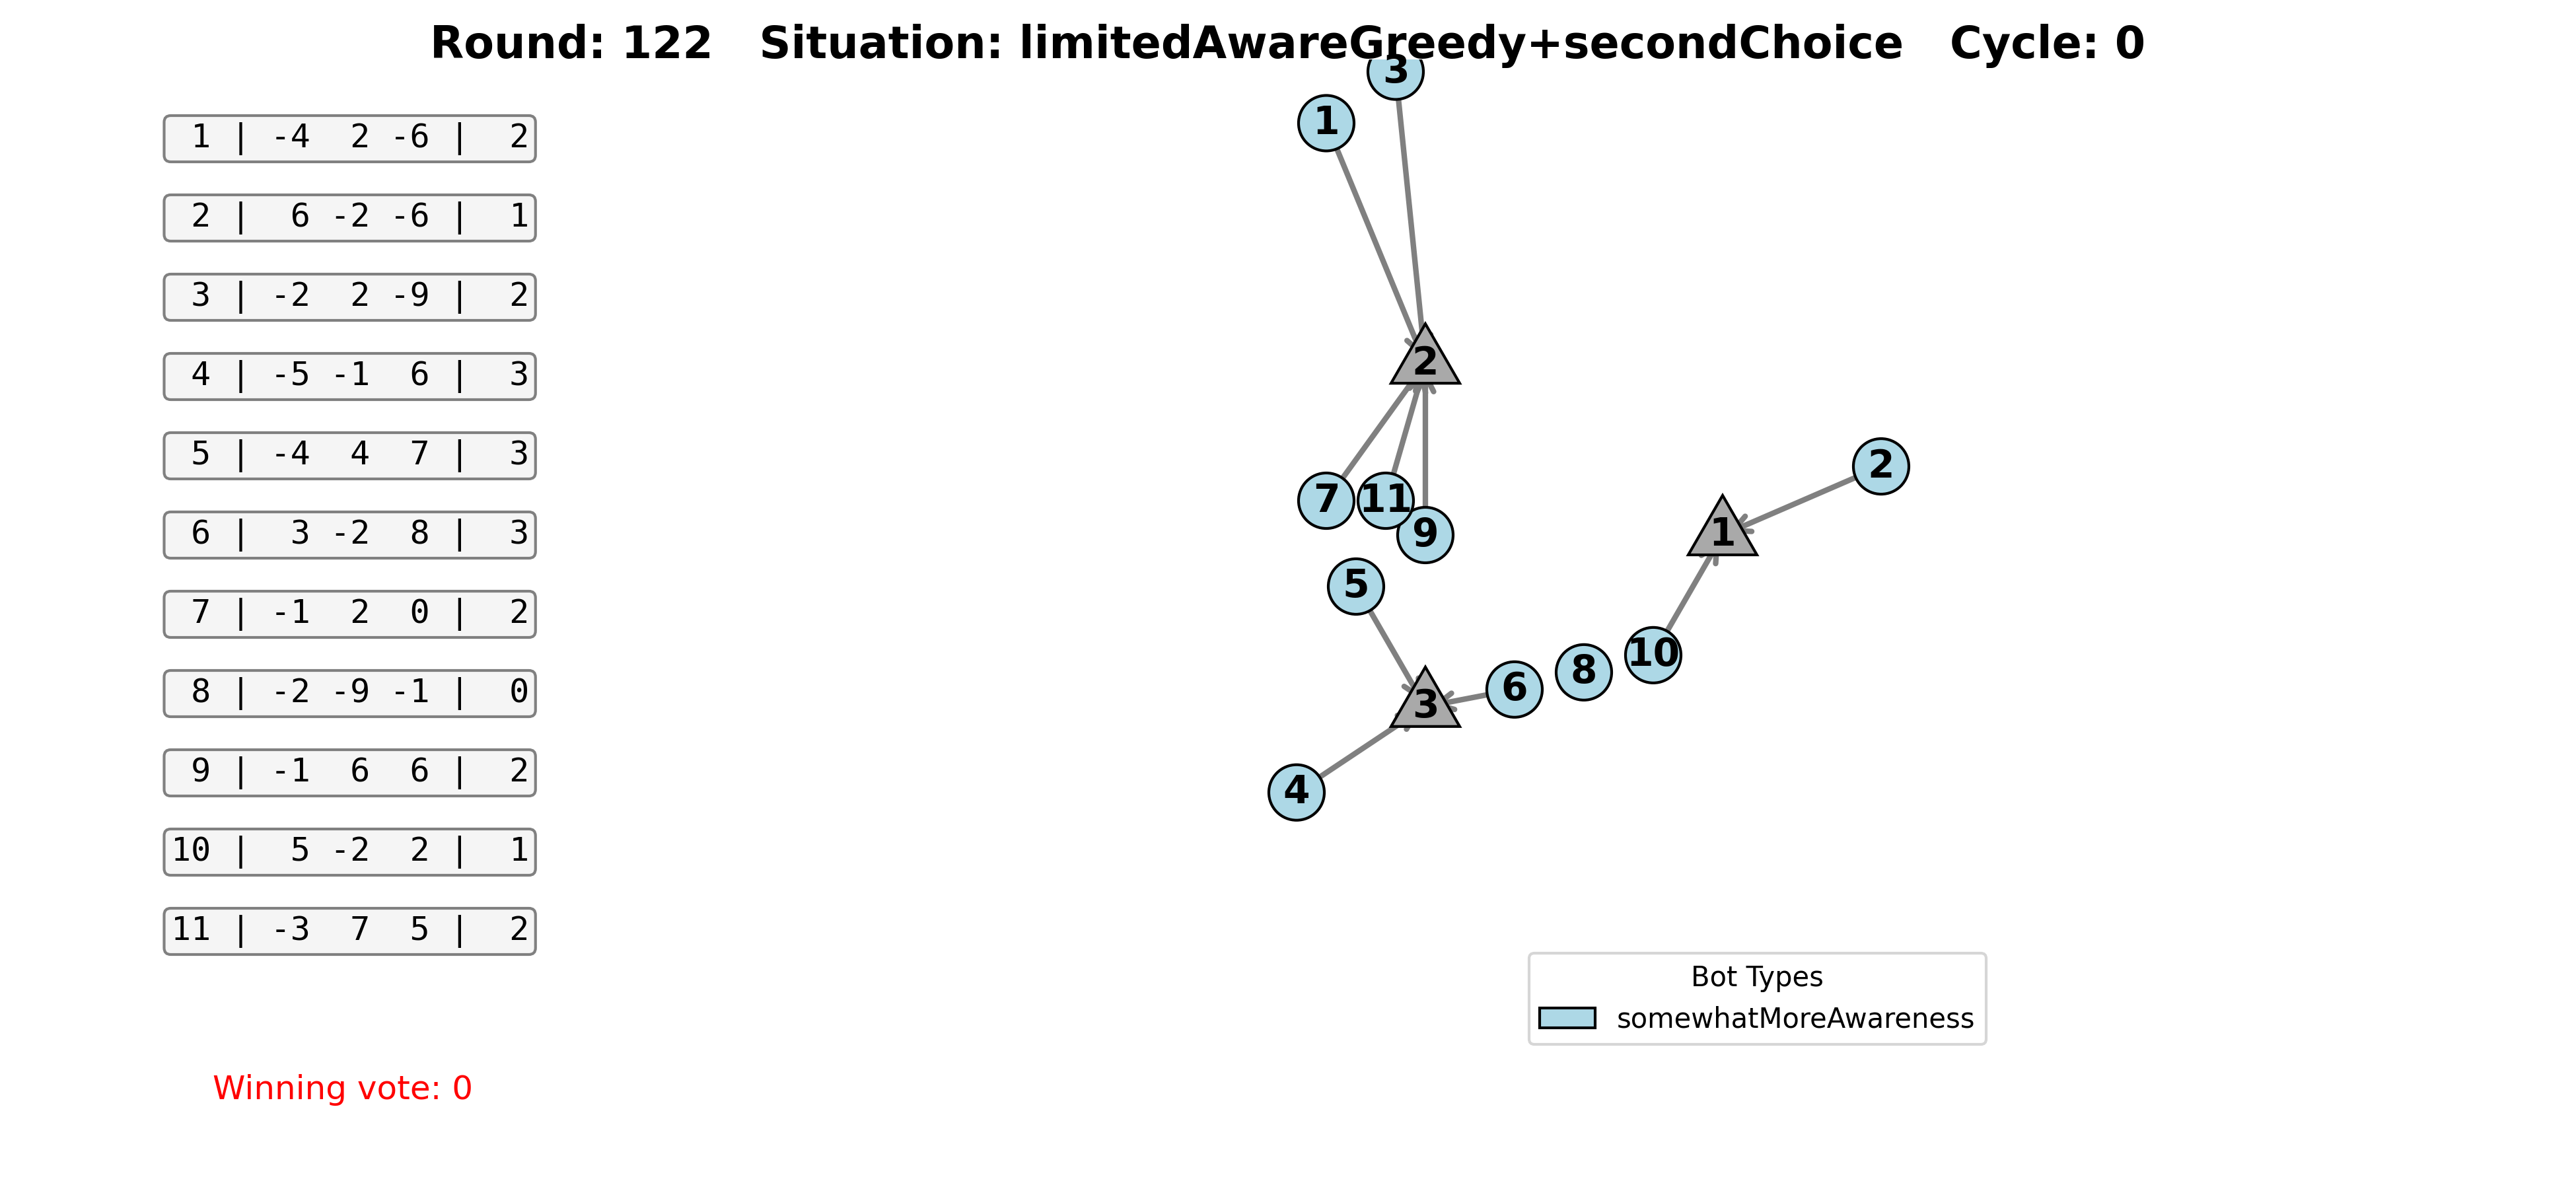 Round: 122   Situation: limitedAwareGreedy+secondChoice   Cycle: 0
1 | -4  2 -6 |  2
2 |  6 -2 -6 |  1
3 | -2  2 -9 |  2
4 | -5 -1  6 |  3
5 | -4  4  7 |  3
6 |  3 -2  8 |  3
7 | -1  2  0 |  2
8 | -2 -9 -1 |  0
9 | -1  6  6 |  2
10 |  5 -2  2 |  1
11 | -3  7  5 |  2
Winning vote: 0
3
1
2
2
7
11
9
1
5
10
8
6
3
4
Bot Types
somewhatMoreAwareness